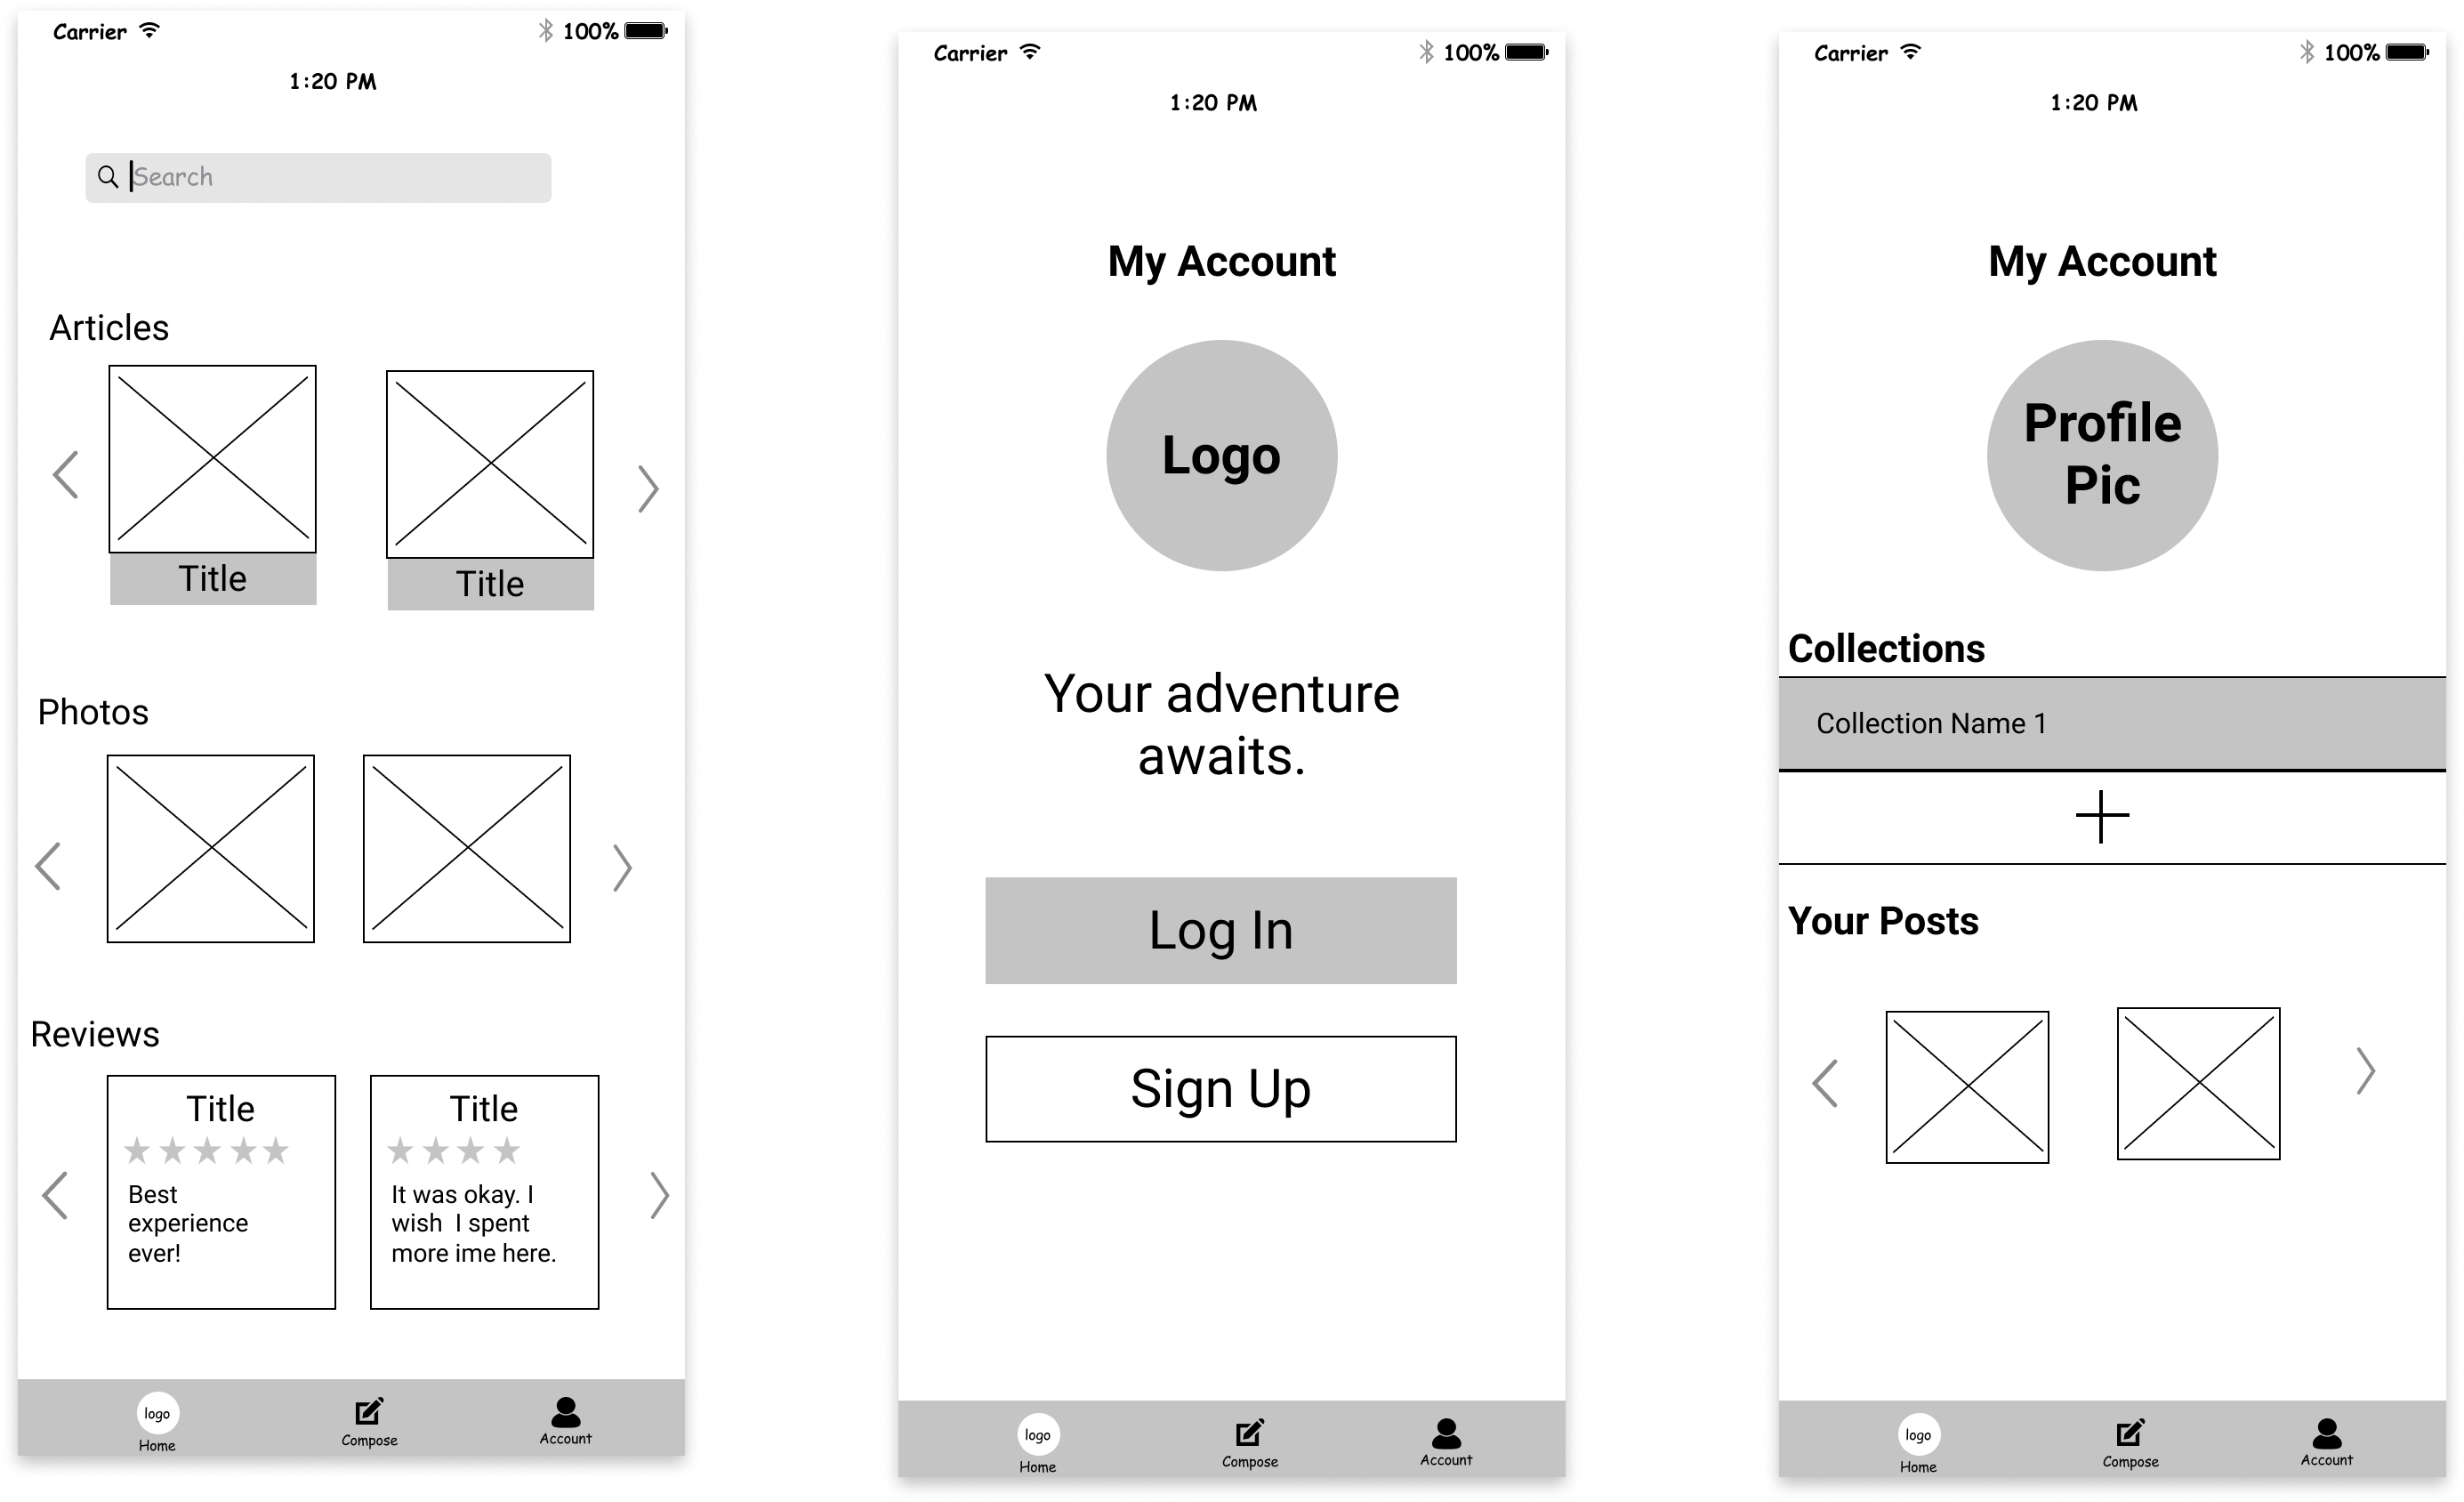 Carrier 100%
1:20 PM
Search
Articles
Title Title
Photos
Reviews
Title
Best
experience
ever!
Title
It was okay. I
wish I spent
more ime here.
logo
Home
Compose
Account
Carrier 100%
1:20 PM
My Account
Logo
Your adventure
awaits.
Log In
Sign Up
logo
Home
Compose
Account
Carrier 100%
1:20 PM
My Account
Profile
Pic
Collections
Collection Name 1
Your Posts
logo
Home
Compose
Account